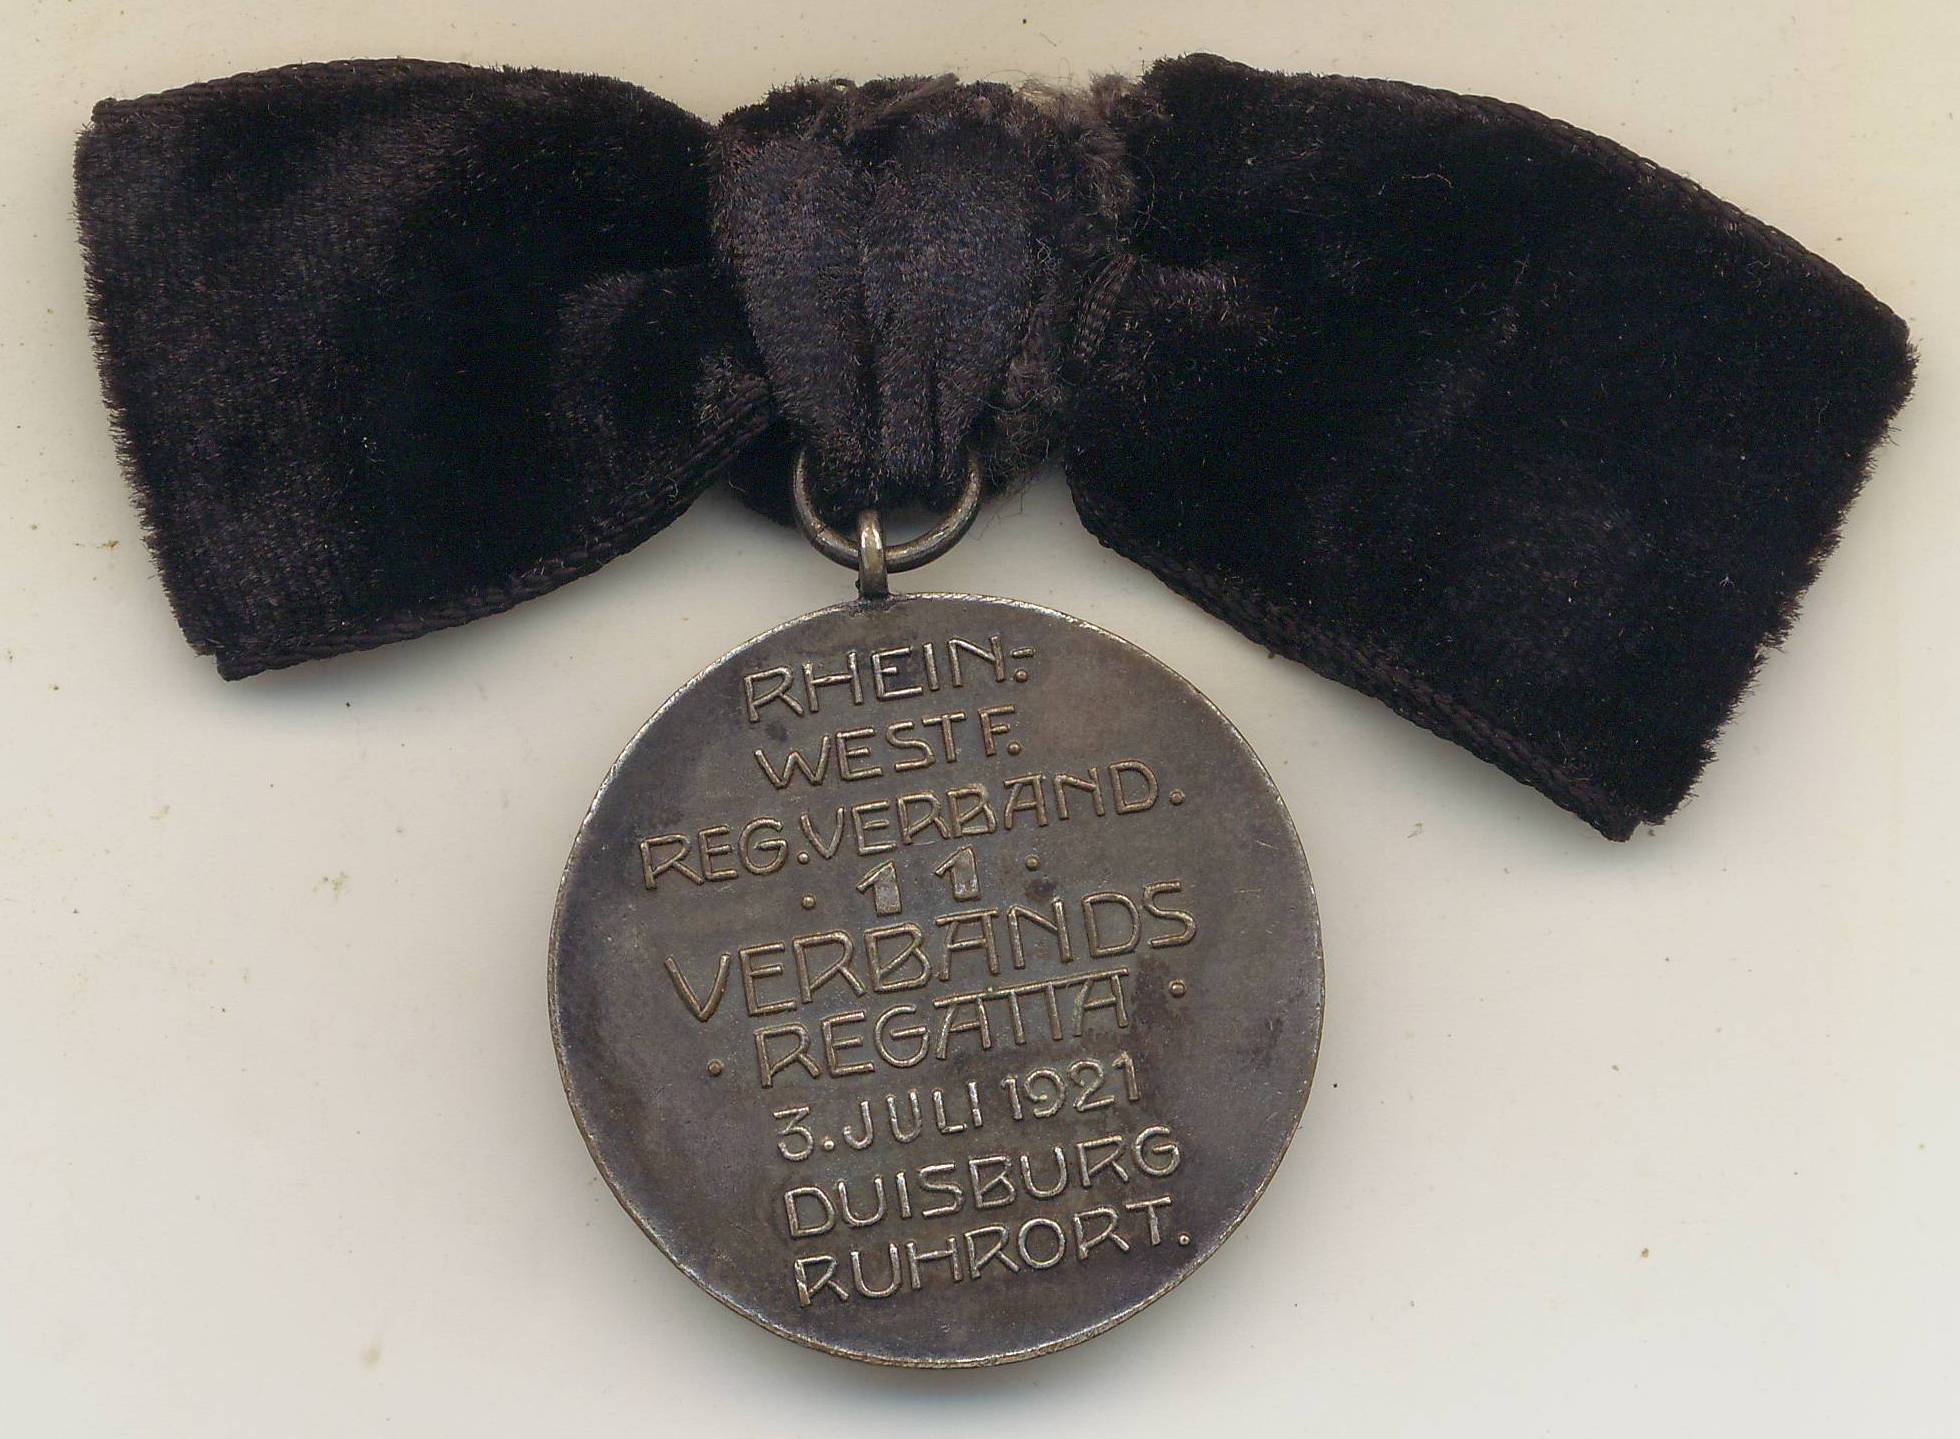 RHEIN-
WESTF.
REG.VERBAND.
· 11 ·
VERBANDS
· REGATTA ·
3. JULI 1921
DUISBURG
RUHRORT.